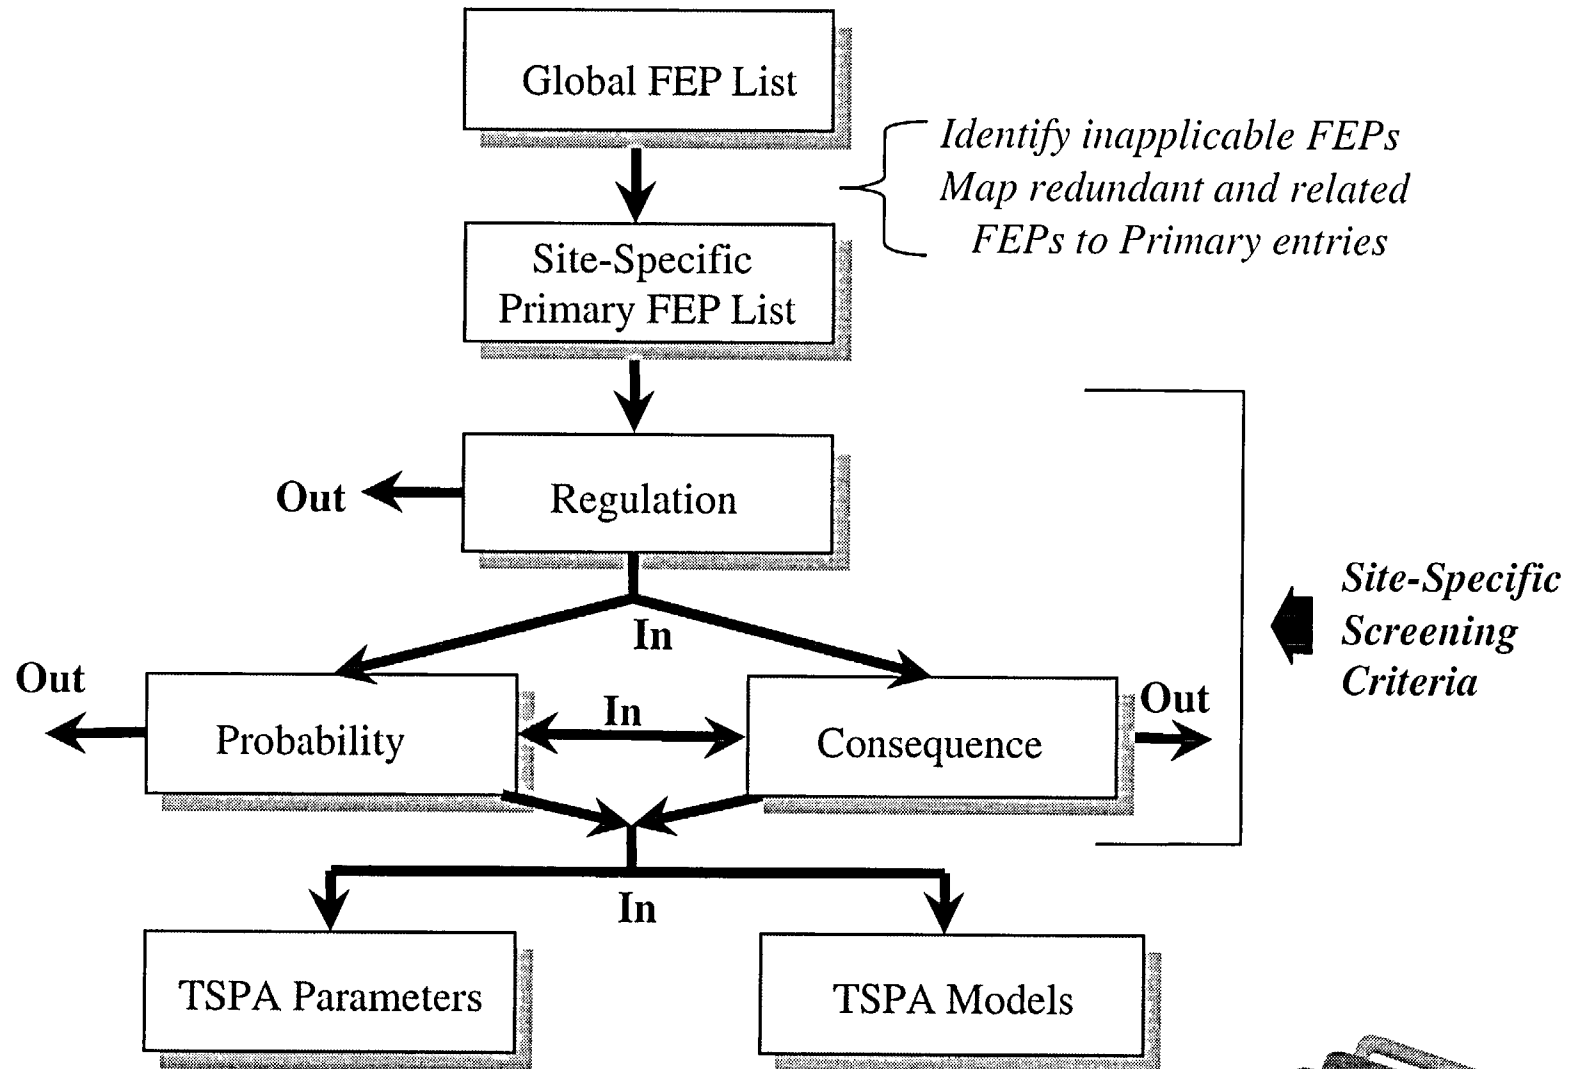 Global FEP List
Identify inapplicable FEPs
Map redundant and related
FEPs to Primary entries
Site-Specific
Primary FEP List
Out
Regulation
In
Site-Specific
Screening
Criteria
Out
Probability
In
Consequence
Out
In
TSPA Parameters
TSPA Models